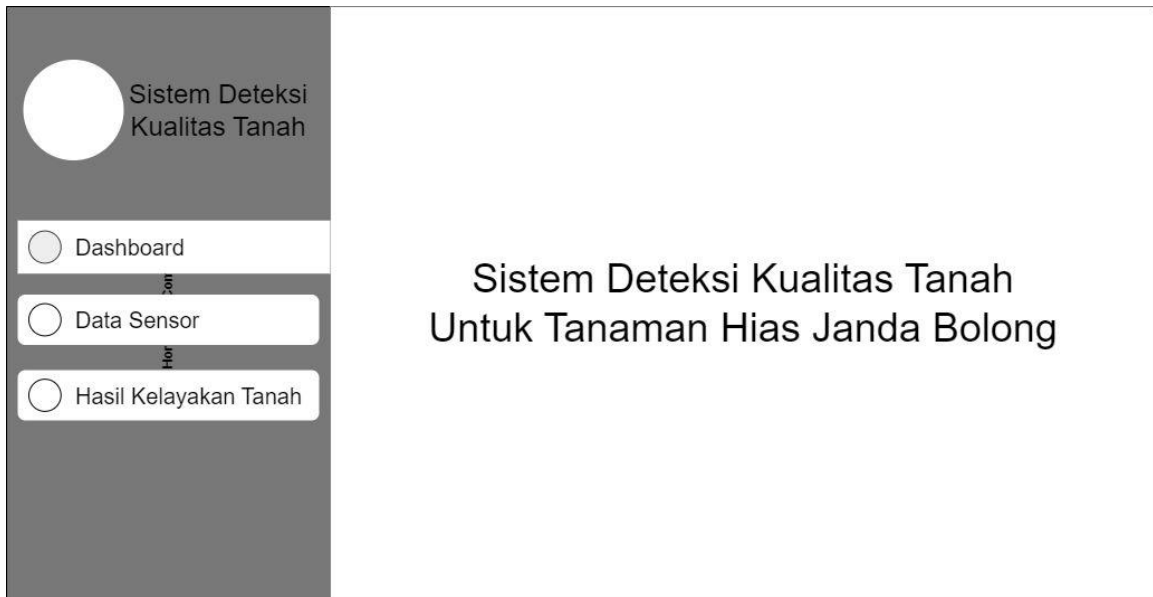 Sistem Deteksi
Kualitas Tanah
Dashboard
Data Sensor
Hasil Kelayakan Tanah
Sistem Deteksi Kualitas Tanah
Untuk Tanaman Hias Janda Bolong